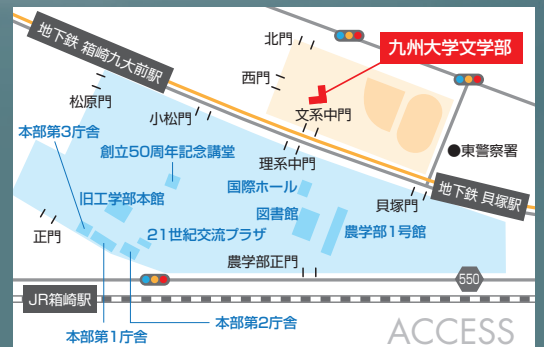 地下鉄 箱崎九大前駅
北門
九州大学文学部
西門
松原門
小松門
文系中門
本部第3庁舎
創立50周年記念講堂
理系中門
●東警察署
国際ホール
地下鉄 貝塚駅
旧工学部本館
図書館
貝塚門
正門
21世紀交流プラザ
農学部1号館
農学部正門
550
JR箱崎駅
本部第1庁舎
本部第2庁舎
ACCESS